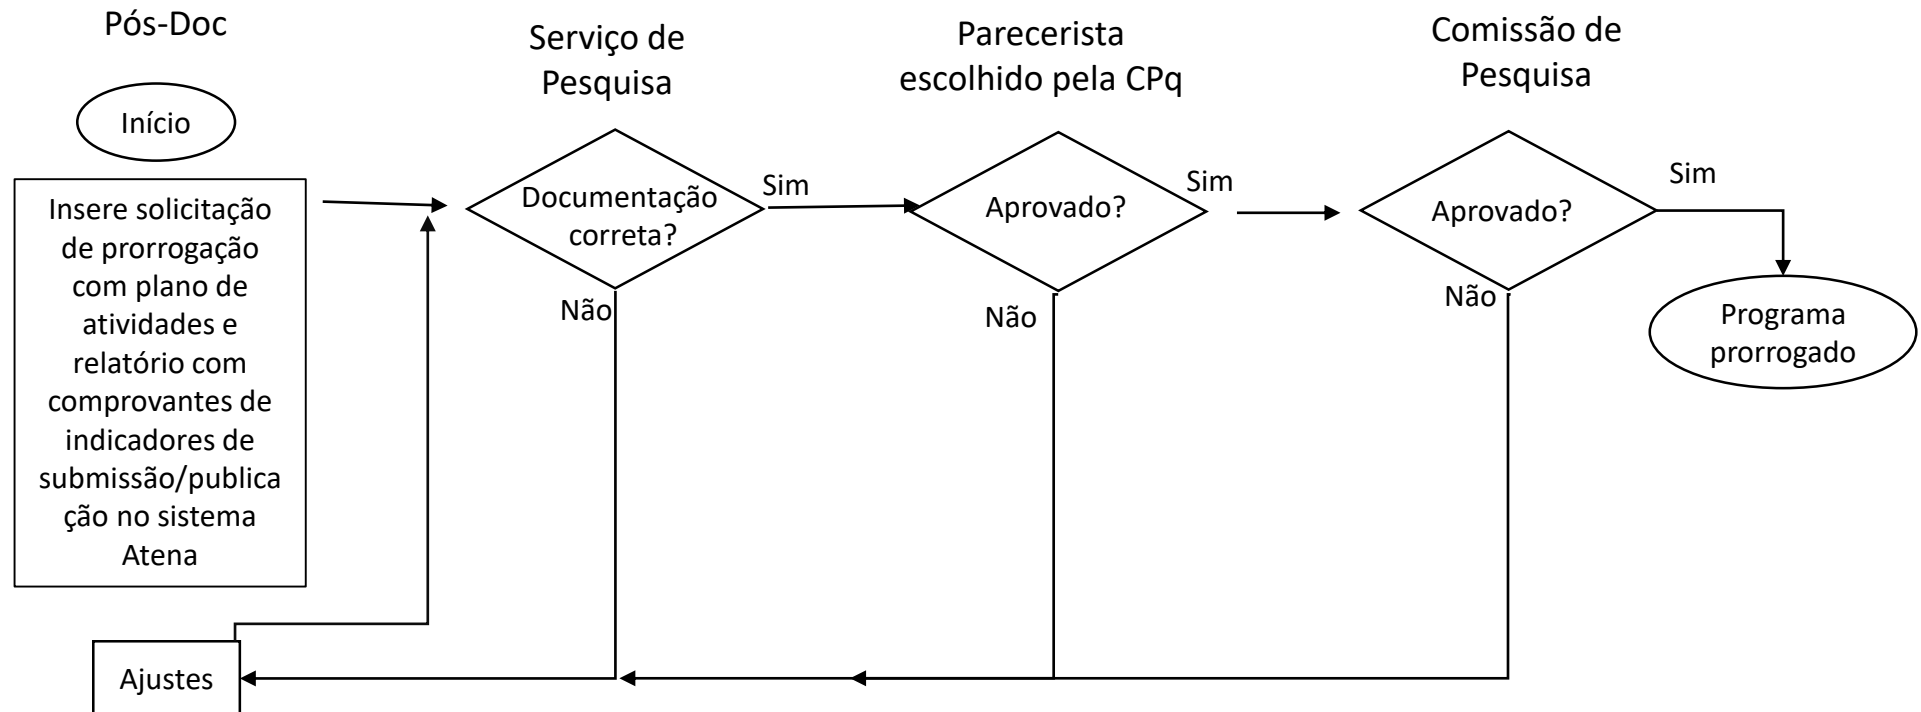 Pós-Doc
Serviço de
Pesquisa
Parecerista
escolhido pela CPq
Comissão de
Pesquisa
Início
Insere solicitação
de prorrogação
com plano de
atividades e
relatório com
comprovantes de
indicadores de
submissão/publica
ção no sistema
Atena
Documentação
correta?
Sim
Não
Aprovado?
Sim
Não
Aprovado?
Sim
Não
Programa
prorrogado
Ajustes